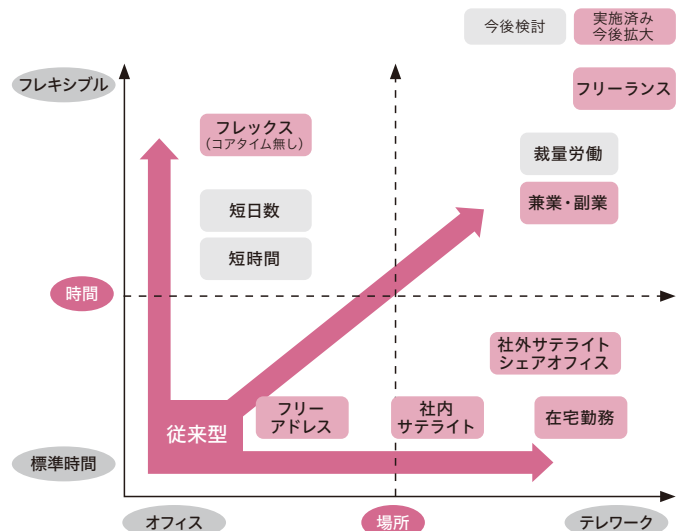 今後検討
実施済み
今後拡大
フレキシブル
フリーランス
フレックス
(コアタイム無し)
裁量労働
短日数
兼業・副業
短時間
時間
社外サテライト
シェアオフィス
フリー
アドレス
社内
サテライト
在宅勤務
従来型
標準時間
オフィス
場所
テレワーク